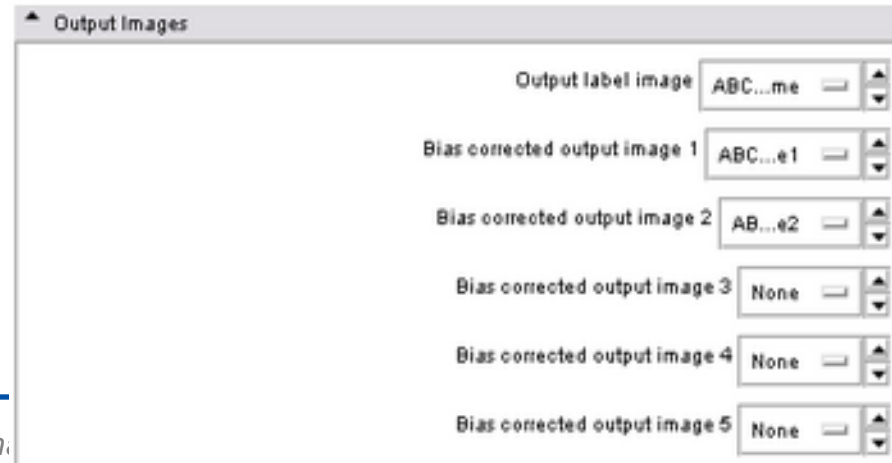 Output Images
Output label image ABC...me
Bias corrected output image 1 ABC...e1
Bias corrected output image 2 AB...e2
Bias corrected output image 3 None
Bias corrected output image 4 None
Bias corrected output image 5 None